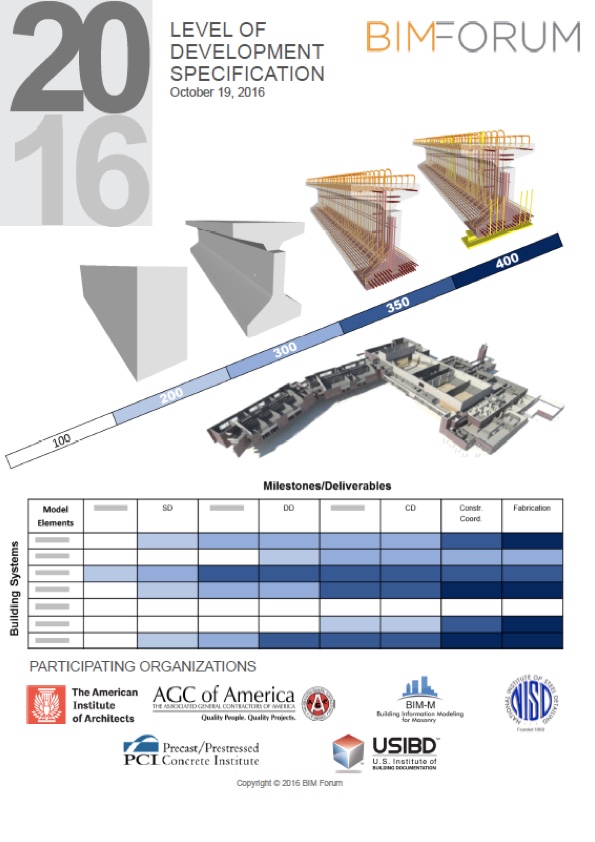 20
16
LEVEL OF
DEVELOPMENT
SPECIFICATION
October 19, 2016
BIMFORUM
400
350
300
200
100
Milestones/Deliverables
Model
Elements
SD
DD
CD
Constr.
Coord.
Fabrication
Building Systems
PARTICIPATING ORGANIZATIONS
The American
Institute
of Architects
AGC of America
THE ASSOCIATED GENERAL CONTRACTORS OF AMERICA
Quality People. Quality Projects.
BIM-M
Building Information Modeling
for Masonry
NATIONAL INSTITUTE OF STEEL DETAILING
NISD
Founded 1969
PCI
Precast/Prestressed
Concrete Institute
USIBD™
U.S. Institute of
BUILDING DOCUMENTATION
Copyright © 2016 BIM Forum